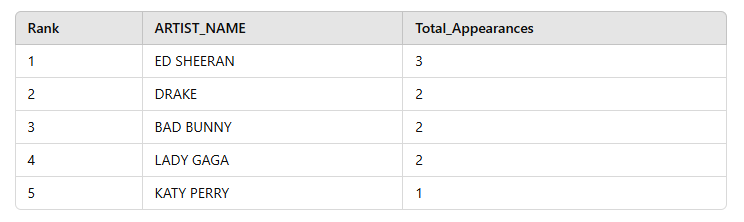 Rank ARTIST_NAME Total_Appearances
1 ED SHEERAN 3
2 DRAKE 2
3 BAD BUNNY 2
4 LADY GAGA 2
5 KATY PERRY 1